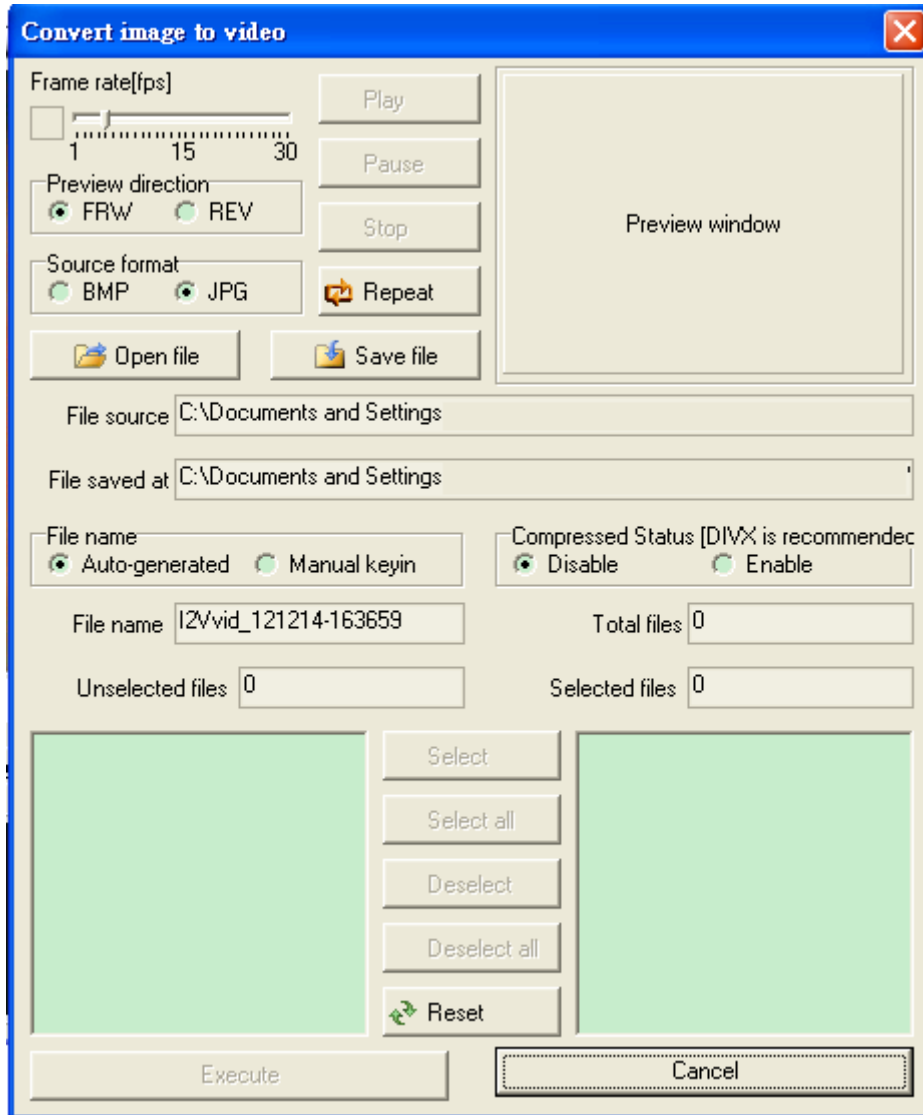 Convert image to video
Frame rate[fps]
1 15 30
Play
Pause
Stop
Repeat
Preview direction
FRW REV
Source format
BMP JPG
Open file
Save file
Preview window
File source C:\Documents and Settings
File saved at C:\Documents and Settings
File name
Auto-generated Manual keyin
Compressed Status [DIVX is recommended
Disable Enable
File name I2Vvid_121214-163659
Total files 0
Unselected files 0
Selected files 0
Select
Select all
Deselect
Deselect all
Reset
Execute
Cancel